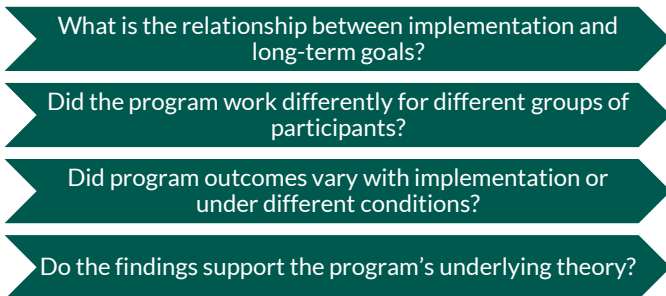 What is the relationship between implementation and
long-term goals?
Did the program work differently for different groups of
participants?
Did program outcomes vary with implementation or
under different conditions?
Do the findings support the program’s underlying theory?